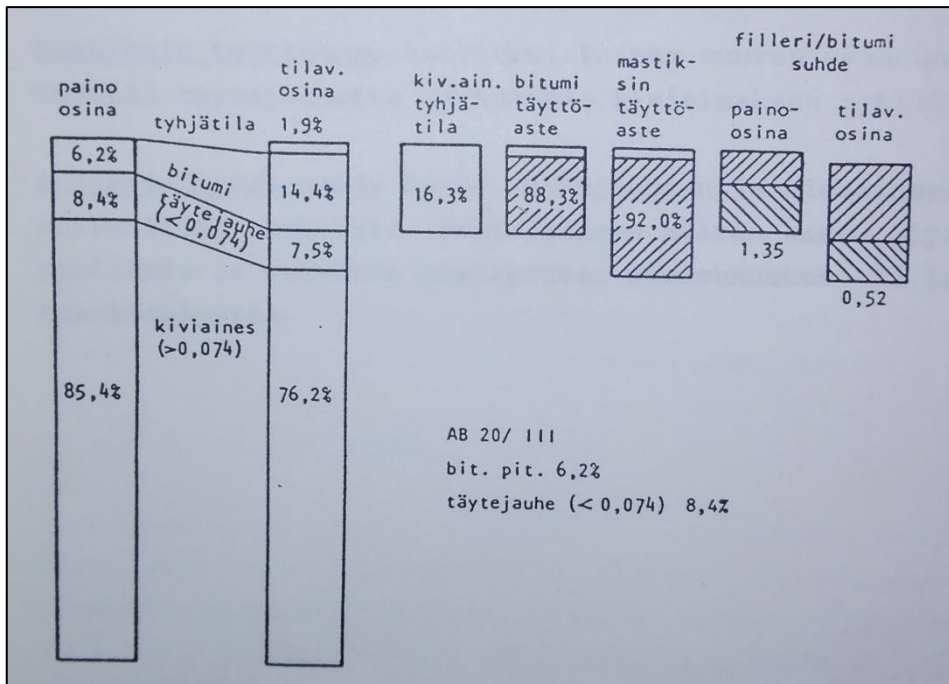 paino
osina
tyhjätila
tilav.
osina
1,9%
kiv.ain.
tyhjä-
tila
bitumi
täyttö-
aste
mastik-
sin
täyttö-
aste
filleri/bitumi
suhde
paino-
osina
tilav.
osina
6,2%
8,4%
85,4%
bitumi
täytejauhe
(<0,074)
kiviaines
(>0,074)
14,4%
7,5%
76,2%
16,3%
88,3%
92,0%
1,35
0,52
AB 20/ III
bit. pit. 6,2%
täytejauhe (< 0,074) 8,4%